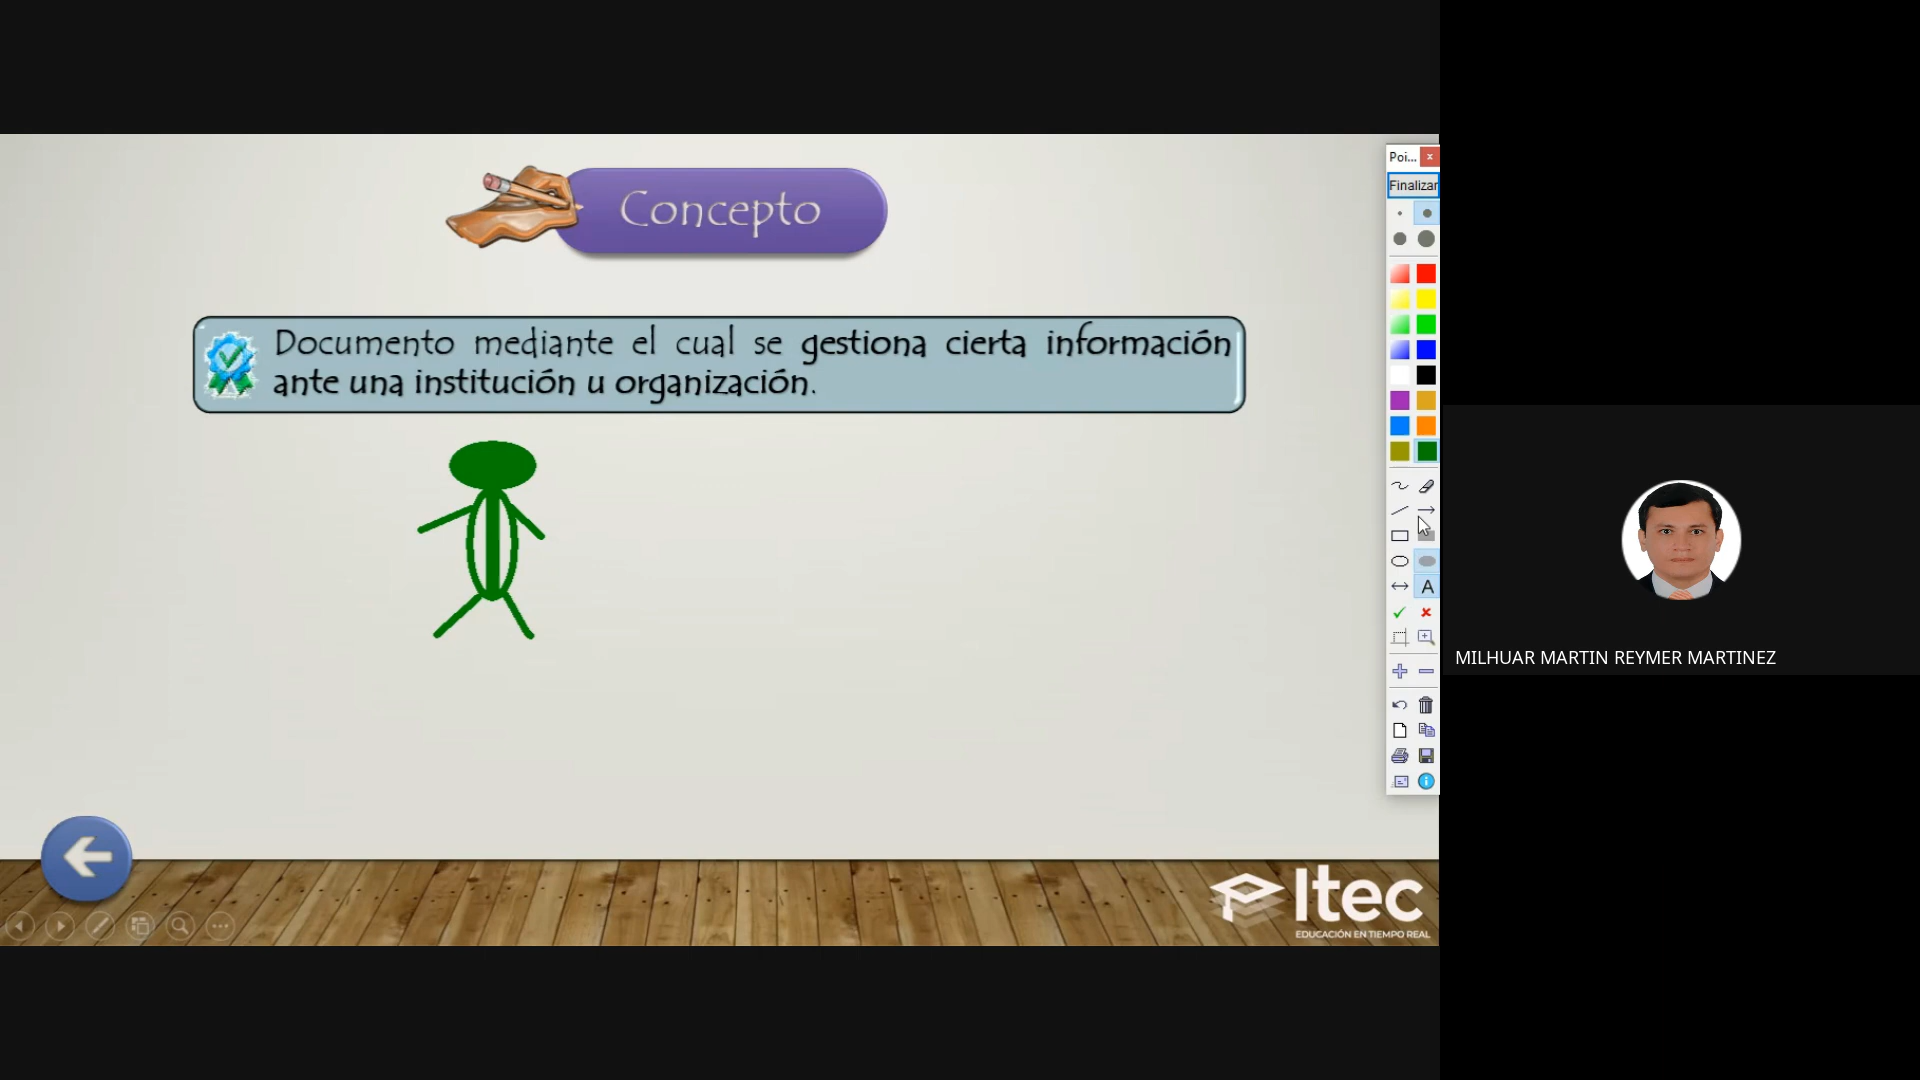 Concepto
Documento mediante el cual se gestiona cierta información
ante una institución u organización.
Poi...
x
Finalizar
A
MILHUAR MARTIN REYMER MARTINEZ
Itec
EDUCACIÓN EN TIEMPO REAL